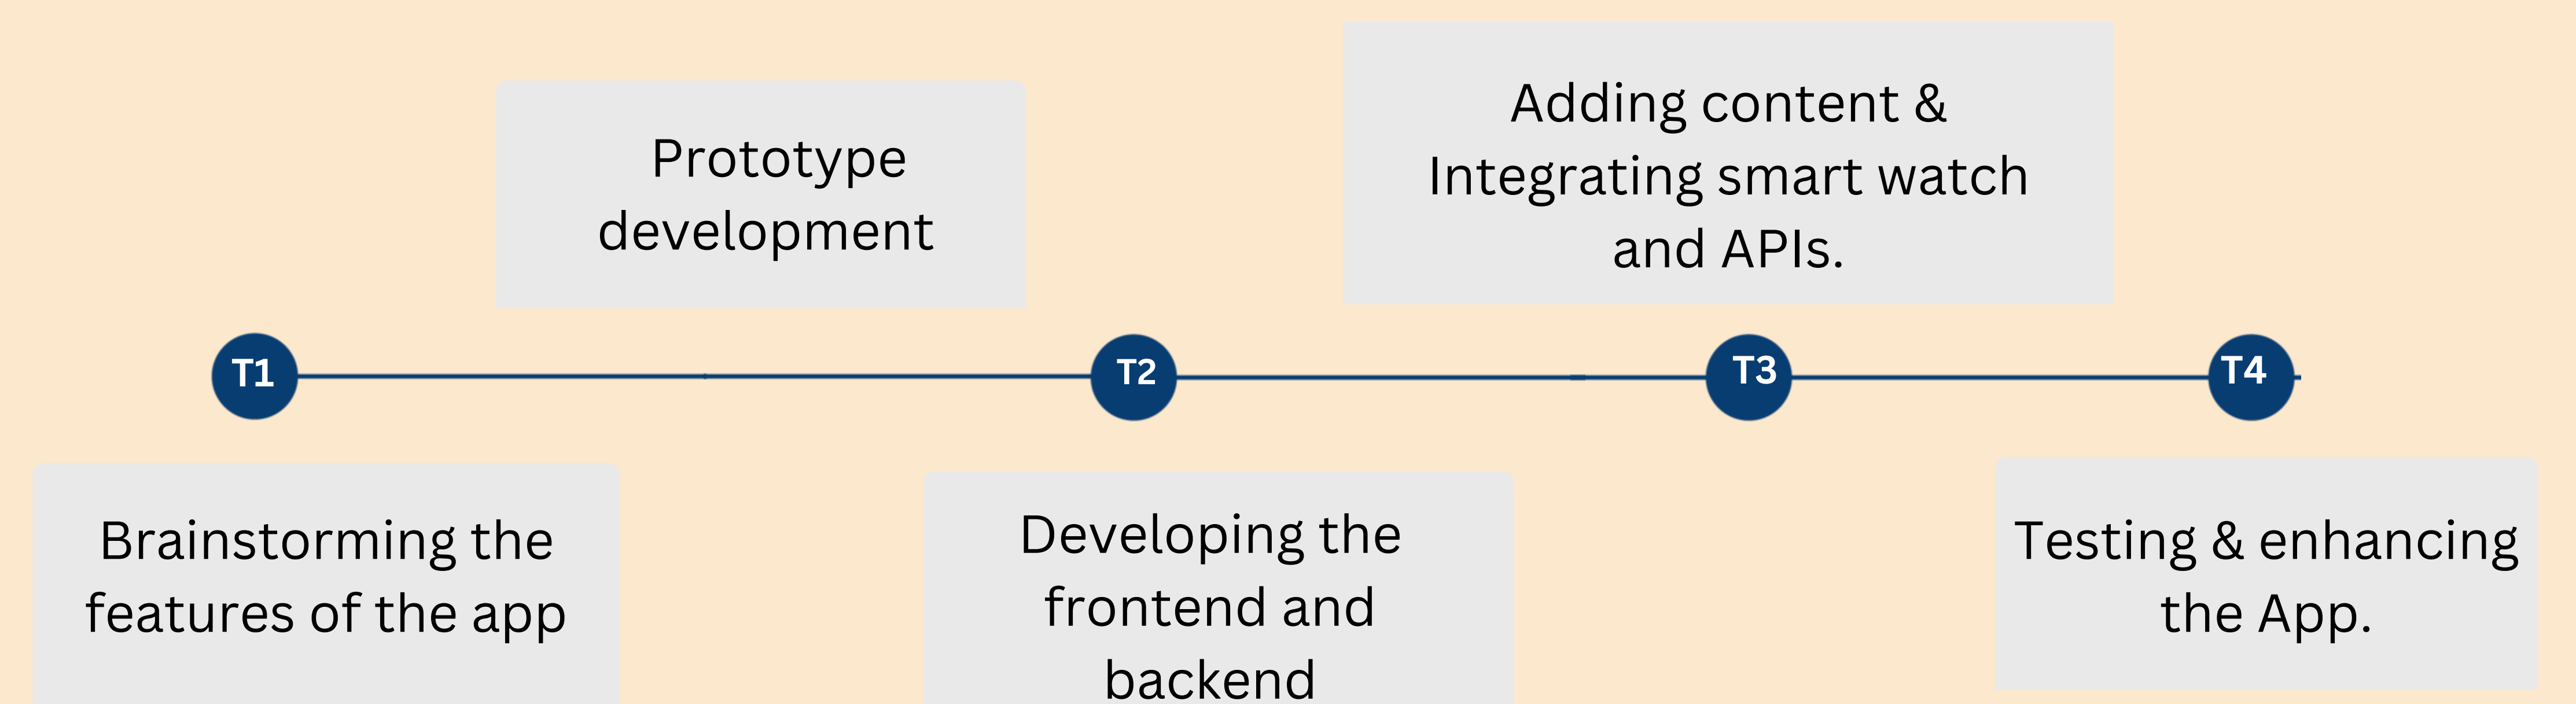 Prototype
development
Adding content &
Integrating smart watch
and APIs.
T1
T2
T3
T4
Brainstorming the
features of the app
Developing the
frontend and
backend
Testing & enhancing
the App.